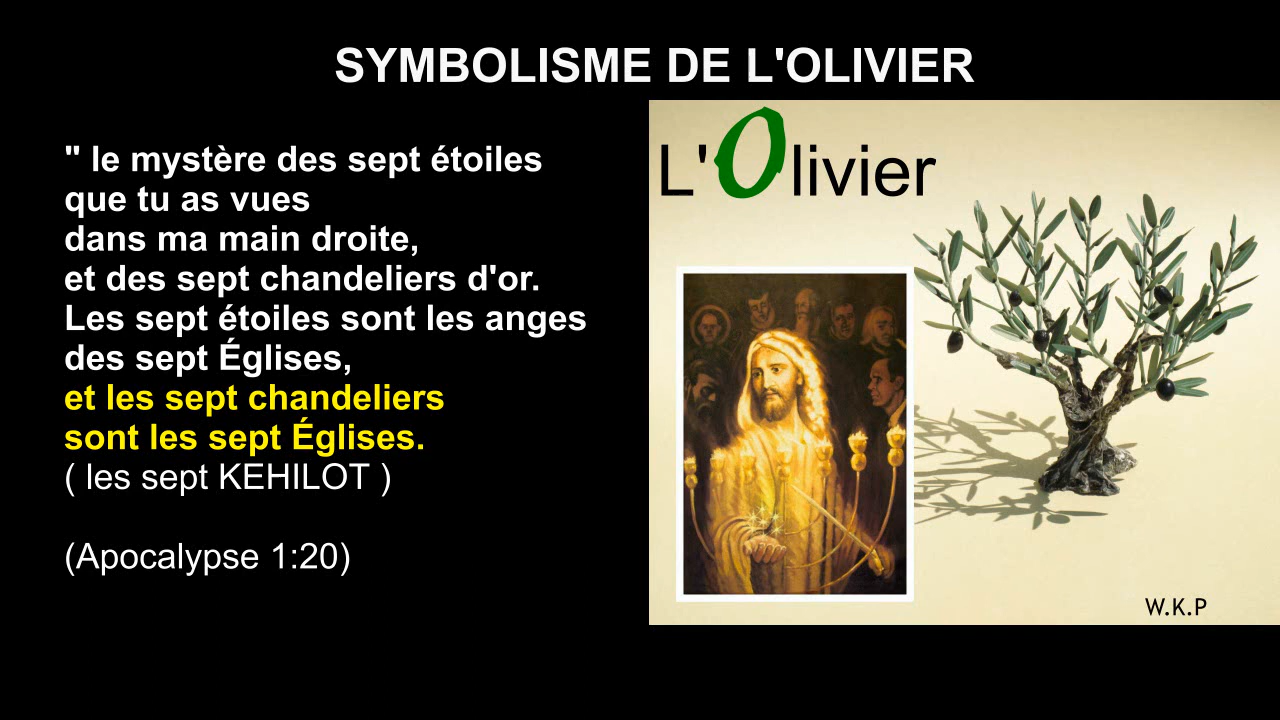 SYMBOLISME DE L'OLIVIER
" le mystère des sept étoiles
que tu as vues
dans ma main droite,
et des sept chandeliers d'or.
Les sept étoiles sont les anges
des sept Églises,
et les sept chandeliers
sont les sept Églises.
( les sept KEHILOT )
(Apocalypse 1:20)
L'Olivier
W.K.P